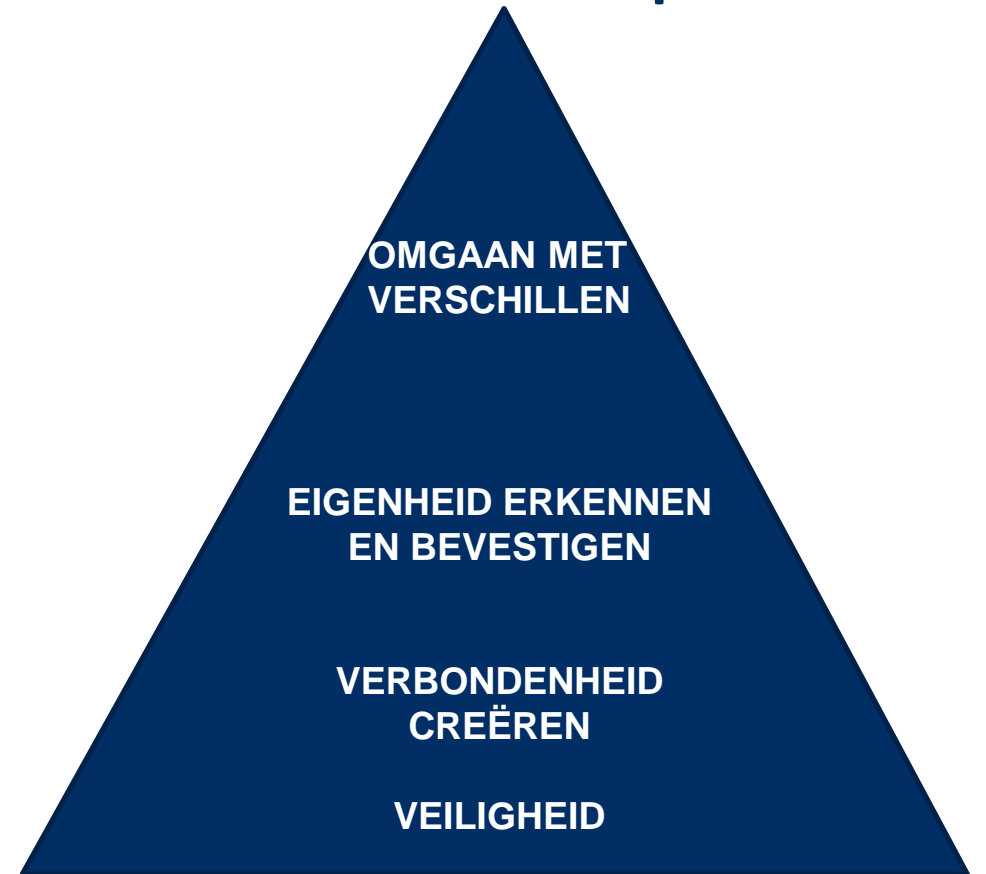 OMGAAN MET
VERSCHILLEN
EIGENHEID ERKENNEN
EN BEVESTIGEN
VERBONDENHEID
CREËREN
VEILIGHEID